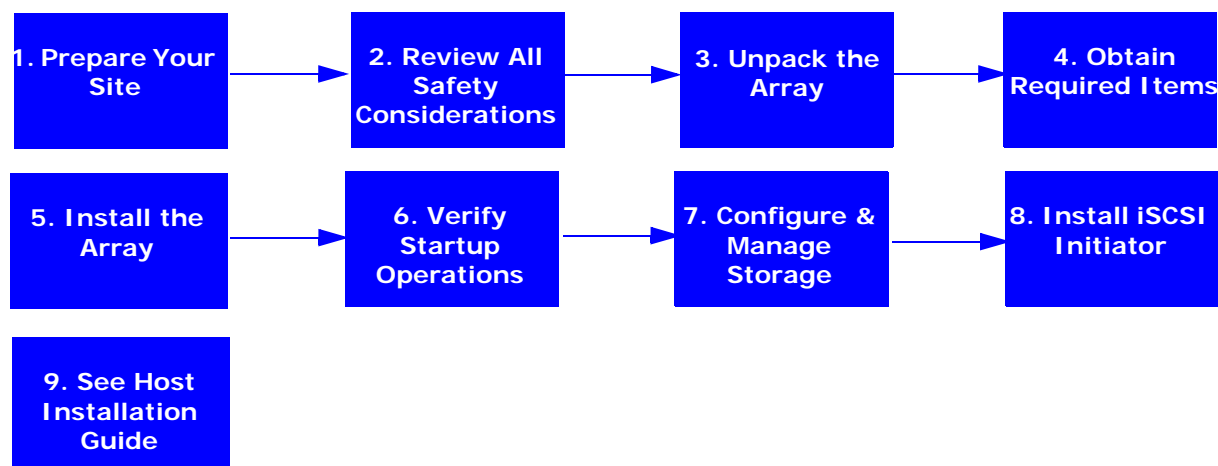 1. Prepare Your
Site
2. Review All
Safety
Considerations
3. Unpack the
Array
4. Obtain
Required Items
5. Install the
Array
6. Verify
Startup
Operations
7. Configure &
Manage
Storage
8. Install iSCSI
Initiator
9. See Host
Installation
Guide